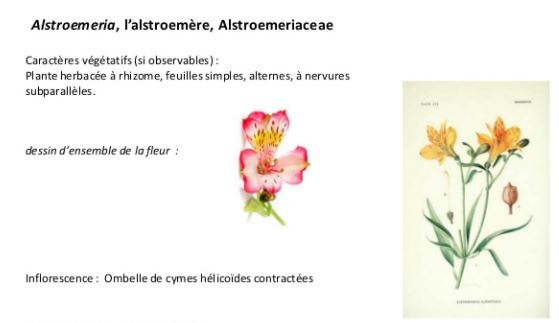 Alstroemeria, l’alstroemère, Alstroemeriaceae
Caractères végétatifs (si observables) :
Plante herbacée à rhizome, feuilles simples, alternes, à nervures
subparallèles.
dessin d’ensemble de la fleur :
Inflorescence : Ombelle de cymes hélicoïdes contractées